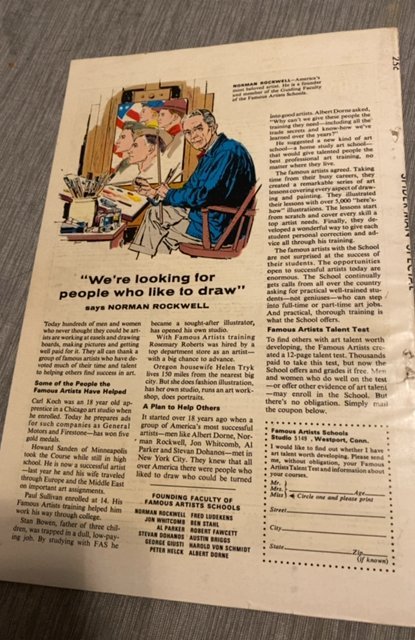 NORMAN ROCKWELL—America's
most beloved artist. He is a founder
and member of the Guiding Faculty
of the Famous Artists Schools.
"We're looking for
people who like to draw"
says NORMAN ROCKWELL
Today hundreds of men and women
who never thought they could be art-
ists are working at easels and drawing
boards, making pictures and getting
well paid for it. They all can thank a
group of famous artists who have de-
voted much of their time and talent
to helping others find success in art.
Some of the People the
Famous Artists Have Helped
Carl Koch was an 18 year old ap-
prentice in a Chicago art studio when
he enrolled. Today he prepares ads
for such companies as General
Motors and Firestone—has won five
gold medals.
Howard Sanden of Minneapolis
took the Course while still in high
school. He is now a successful artist
—last year he and his wife traveled
through Europe and the Middle East
on important art assignments.
Paul Sullivan enrolled at 14. His
Famous Artists training helped him
work his way through college.
Stan Bowen, father of three chil-
dren, was trapped in a dull, low-pay-
ing job. By studying with FAS he
became a sought-after illustrator,
has opened his own studio.
With Famous Artists training
Rosemary Roberts was hired by a
top department store as an artist—
with a big chance to advance.
Oregon housewife Helen Tryk
lives 150 miles from the nearest big
city. But she does fashion illustration,
has her own studio, runs an art work-
shop, does portraits.
A Plan to Help Others
It started over 18 years ago when a
group of America's most successful
artists—men like Albert Dorne, Nor-
man Rockwell, Jon Whitcomb, Al
Parker and Stevan Dohanos—met in
New York City. They knew that all
over America there were people who
liked to draw who could be turned
FOUNDING FACULTY OF
FAMOUS ARTISTS SCHOOLS
NORMAN ROCKWELL FRED LUDEKENS
JON WHITCOMB BEN STAHL
AL PARKER ROBERT FAWCETT
STEVAN DOHANOS AUSTIN BRIGGS
GEORGE GIUSTI HAROLD VON SCHMIDT
PETER HELCK ALBERT DORNE
into good artists. Albert Dorne asked,
"Why can't we give these people the
training they need—including all the
trade secrets and know-how we've
learned over the years?"
He suggested a new kind of art
school—a home study art school—
that would give talented people the
best professional art training, no
matter where they live.
The famous artists agreed. Taking
time from their busy careers, they
created a remarkable series of art
lessons covering every aspect of draw-
ing and painting. They illustrated
their lessons with over 5,000 "here's-
how" illustrations. The lessons start
from scratch and cover every skill a
top artist needs. Finally, they de-
veloped a wonderful way to give each
student personal correction and ad-
vice all through his training.
The famous artists with the School
are not surprised at the success of
their students. The opportunities
open to successful artists today are
enormous. The School continually
gets calls from all over the country
asking for practical well-trained stu-
dents—not geniuses—who can step
into full-time or part-time art jobs.
And practical, thorough training is
what the School offers.
Famous Artists Talent Test
To find others with art talent worth
developing, the Famous Artists cre-
ated a 12-page talent test. Thousands
paid to take this test, but now the
School offers and grades it free. Men
and women who do well on the test
—or offer other evidence of art talent
—may enroll in the School. But
there's no obligation. Simply mail
the coupon below.
Famous Artists Schools
Studio 5149 , Westport, Conn.
I would like to find out whether I have
art talent worth developing. Please send
me, without obligation, your Famous
Artists Talent Test and information about
your courses.
Mr.
Mrs. Age
Miss Circle one and please print
Street
City
State Zip
(if known)
25¢